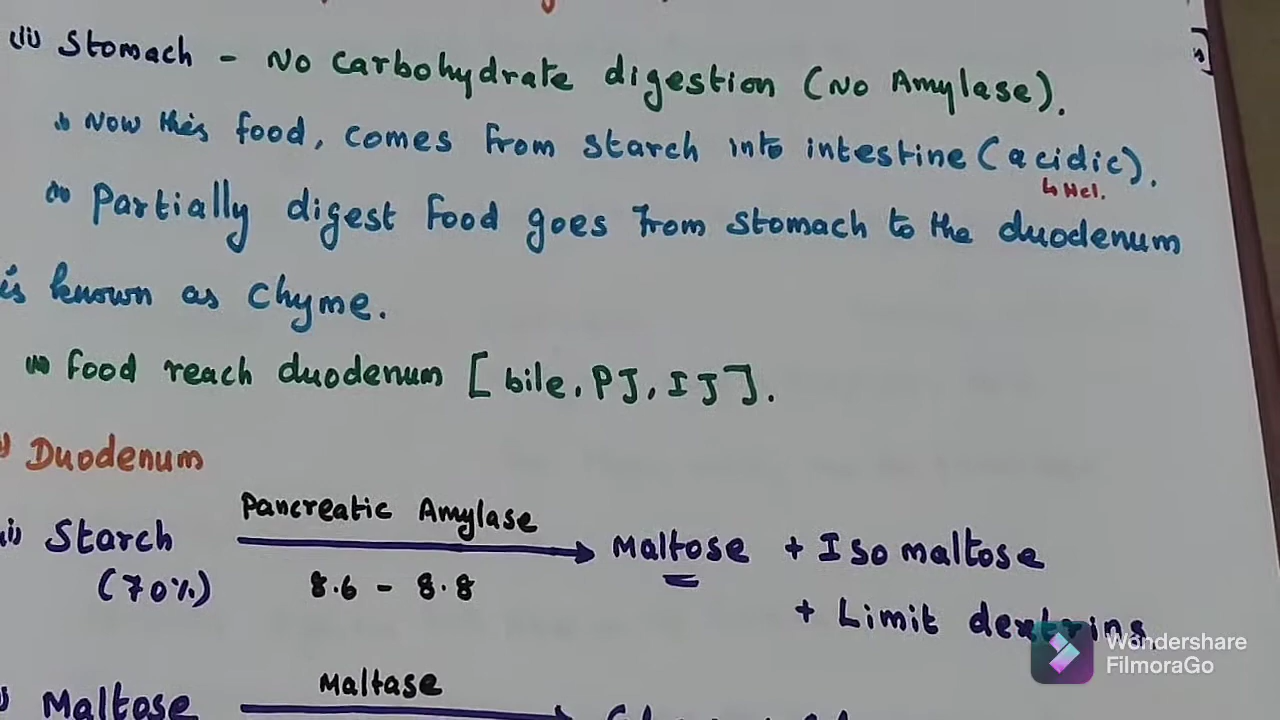 (ii) Stomach - No carbohydrate digestion (No Amylase).
Now this food, comes from starch into intestine (acidic).
↳ Hcl.
Partially digest food goes from stomach to the duodenum
is known as chyme.
Food reach duodenum [bile, PJ, IJ].
Duodenum
Starch Pancreatic Amylase Maltose + Isomaltose
(70%) 8.6 - 8.8 + Limit dextrins.
Maltase
Maltose
Wondershare
FilmoraGo